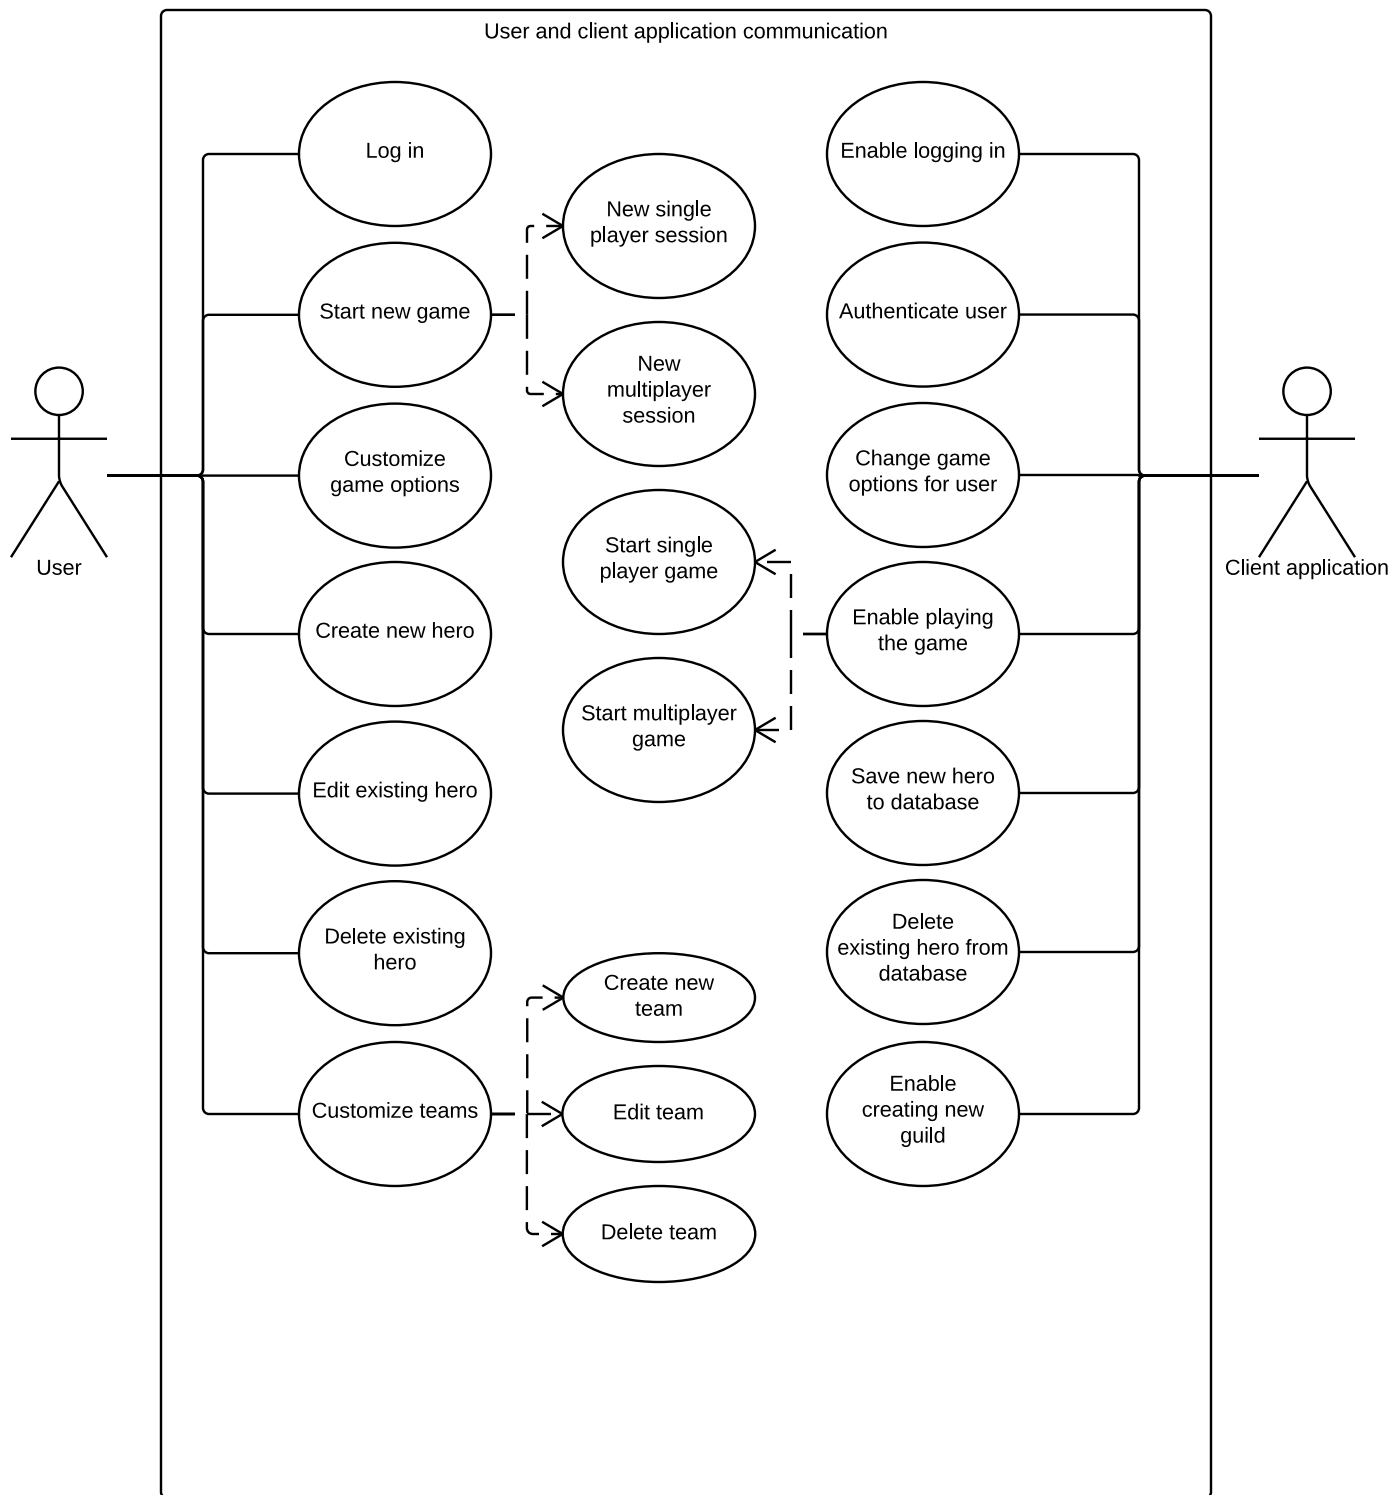 User and client application communication
Log in
Enable logging in
New single
player session
Start new game
Authenticate user
New
multiplayer
session
Customize
game options
Change game
options for user
User
Client application
Start single
player game
Create new hero
Enable playing
the game
Start multiplayer
game
Edit existing hero
Save new hero
to database
Delete existing
hero
Delete
existing hero from
database
Create new
team
Customize teams
Edit team
Enable
creating new
guild
Delete team